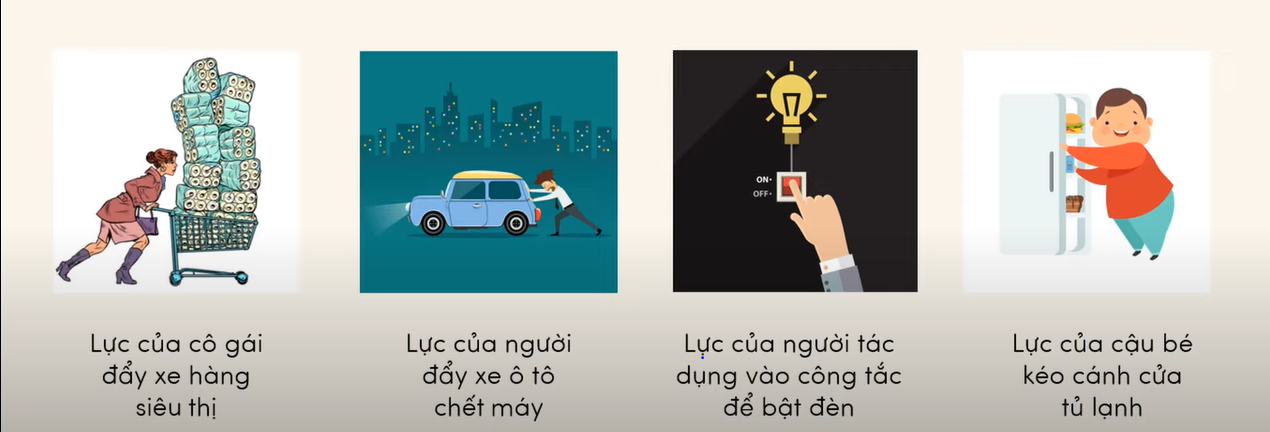 ON
OFF
Lực của cô gái
đẩy xe hàng
siêu thị
Lực của người
đẩy xe ô tô
chết máy
Lực của người tác
dụng vào công tắc
để bật đèn
Lực của cậu bé
kéo cánh cửa
tủ lạnh